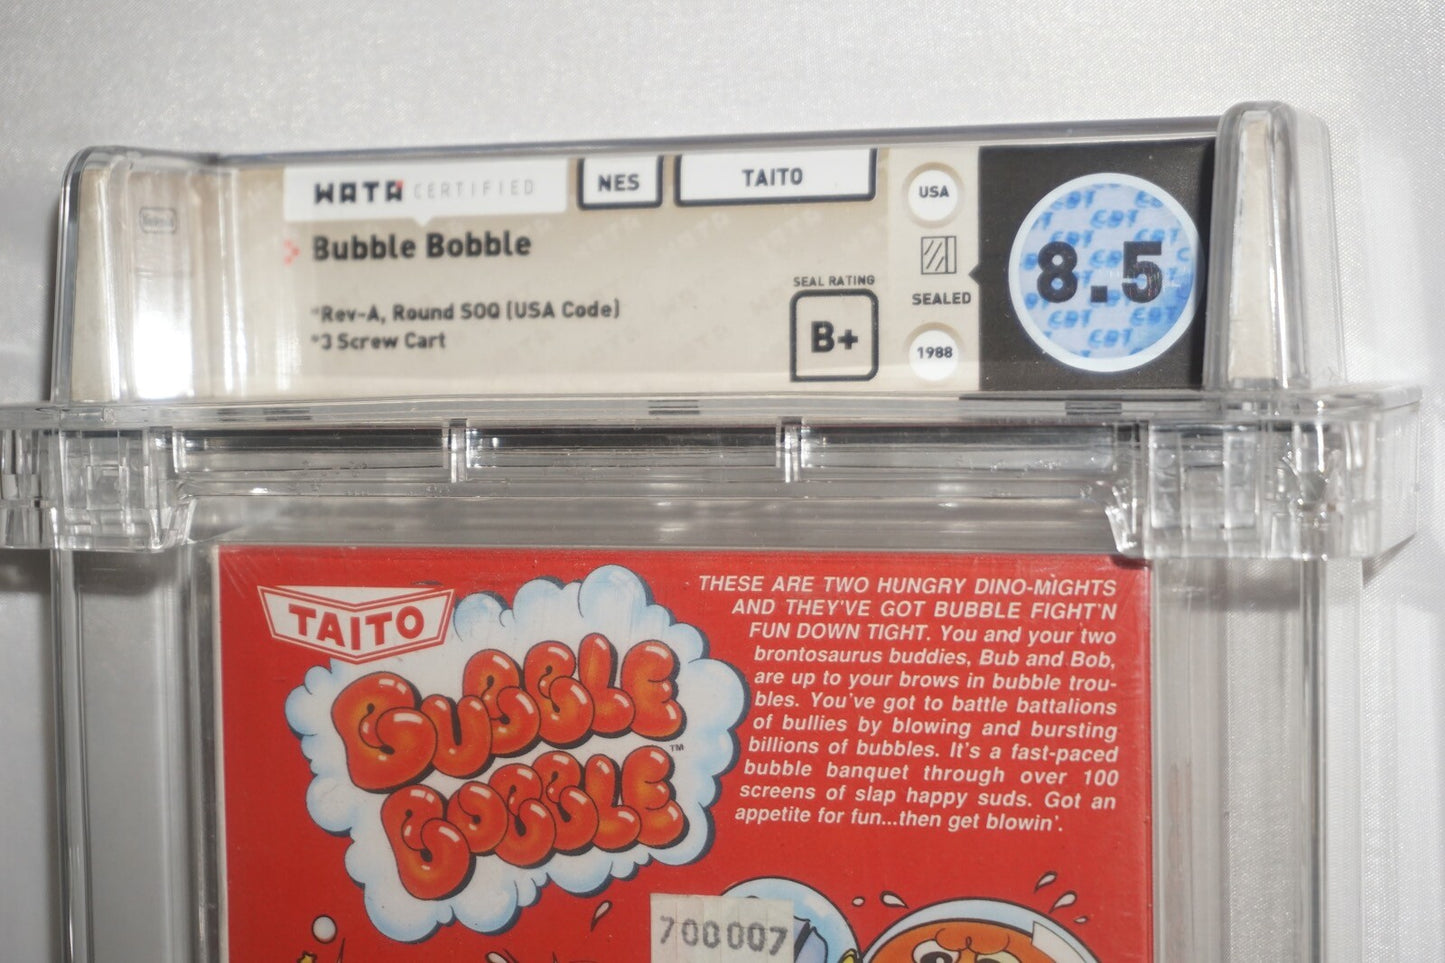 WATA CERTIFIED
NES
TAITO
Bubble Bobble
*Rev-A, Round SOQ (USA Code)
*3 Screw Cart
SEAL RATING
B+
USA
SEALED
1988
8.5
TAITO
BUBBLE
BOBBLE™
THESE ARE TWO HUNGRY DINO-MIGHTS
AND THEY'VE GOT BUBBLE FIGHT'N
FUN DOWN TIGHT. You and your two
brontosaurus buddies, Bub and Bob,
are up to your brows in bubble trou-
bles. You've got to battle battalions
of bullies by blowing and bursting
billions of bubbles. It's a fast-paced
bubble banquet through over 100
screens of slap happy suds. Got an
appetite for fun...then get blowin'.
700007